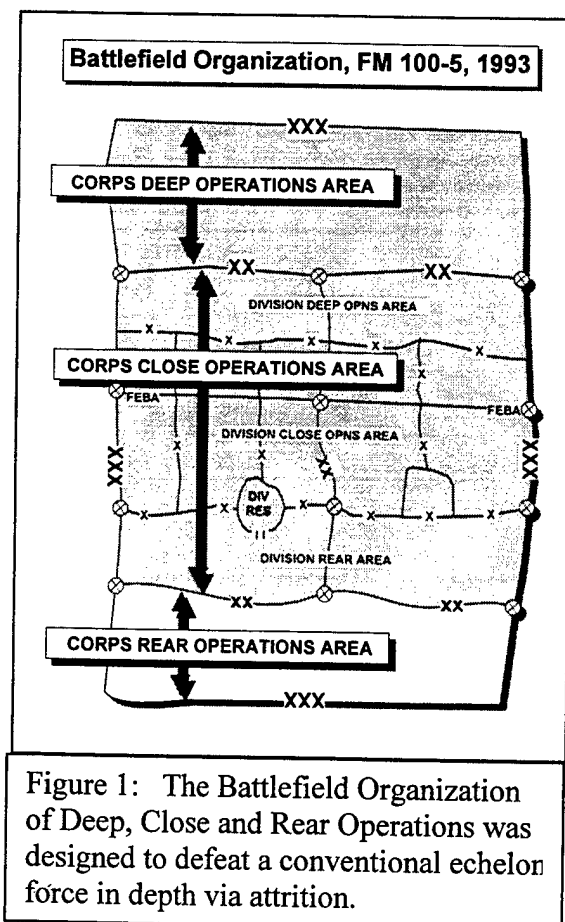 Battlefield Organization, FM 100-5, 1993
XXX
CORPS DEEP OPERATIONS AREA
XX XX
DIVISION DEEP OPNS AREA
X X X X
CORPS CLOSE OPERATIONS AREA
X X
FEBA FEBA
DIVISION CLOSE OPNS AREA
X X
XXX XX XXX
DIV
RES
X X X X X
II
DIVISION REAR AREA
XX XX
CORPS REAR OPERATIONS AREA
XXX
Figure 1: The Battlefield Organization
of Deep, Close and Rear Operations was
designed to defeat a conventional echelon
force in depth via attrition.